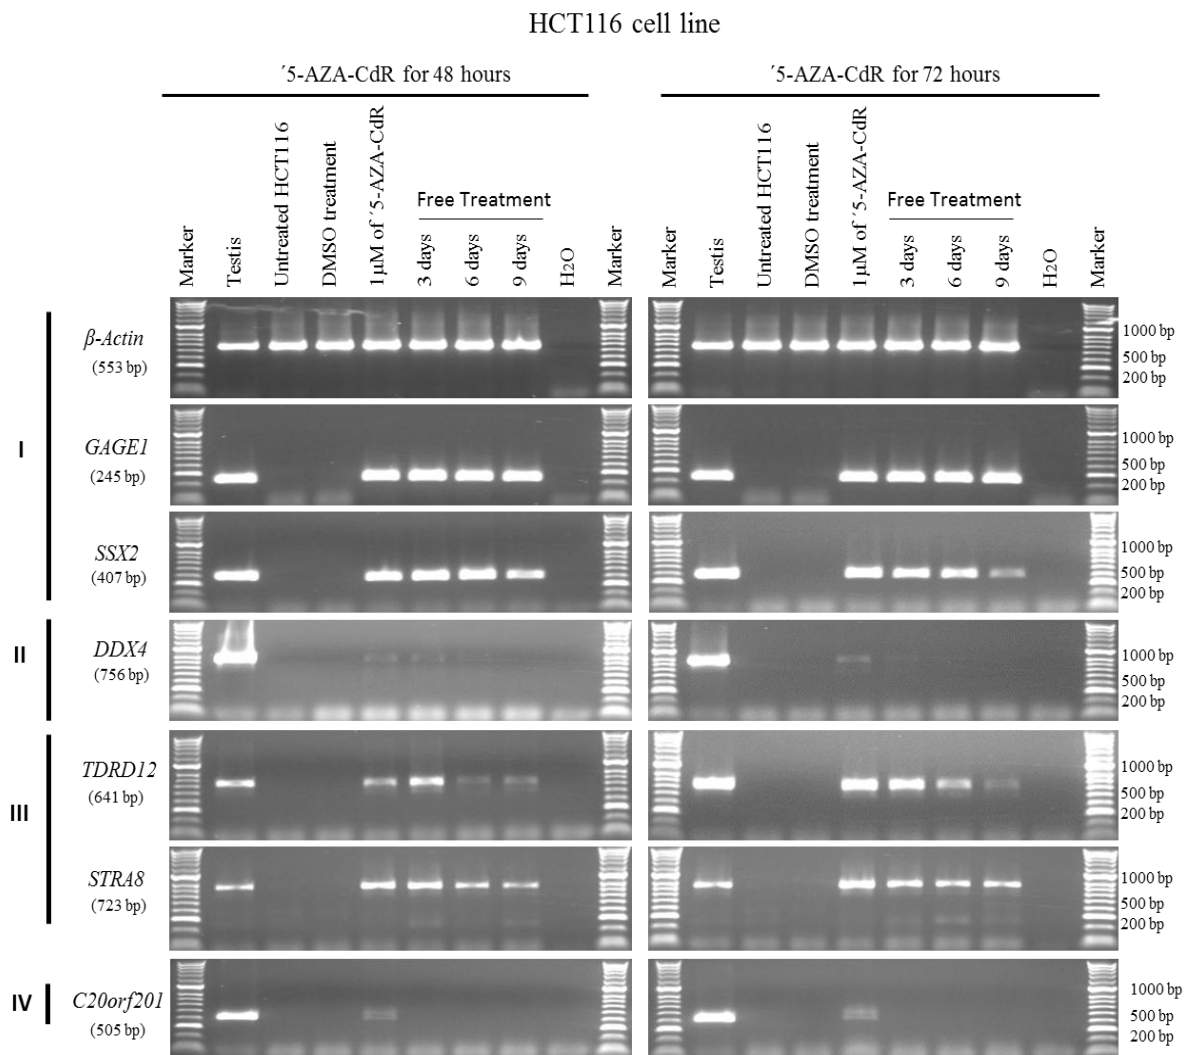 HCT116 cell line
´5-AZA-CdR for 48 hours
´5-AZA-CdR for 72 hours
Marker
Testis
Untreated HCT116
DMSO treatment
1µM of ´5-AZA-CdR
Free Treatment
3 days
6 days
9 days
H2O
Marker
Marker
Testis
Untreated HCT116
DMSO treatment
1µM of ´5-AZA-CdR
Free Treatment
3 days
6 days
9 days
H2O
Marker
I
β-Actin
(553 bp)
1000 bp
500 bp
200 bp
GAGE1
(245 bp)
1000 bp
500 bp
200 bp
SSX2
(407 bp)
1000 bp
500 bp
200 bp
II
DDX4
(756 bp)
1000 bp
500 bp
200 bp
III
TDRD12
(641 bp)
1000 bp
500 bp
200 bp
STRA8
(723 bp)
1000 bp
500 bp
200 bp
IV
C20orf201
(505 bp)
1000 bp
500 bp
200 bp